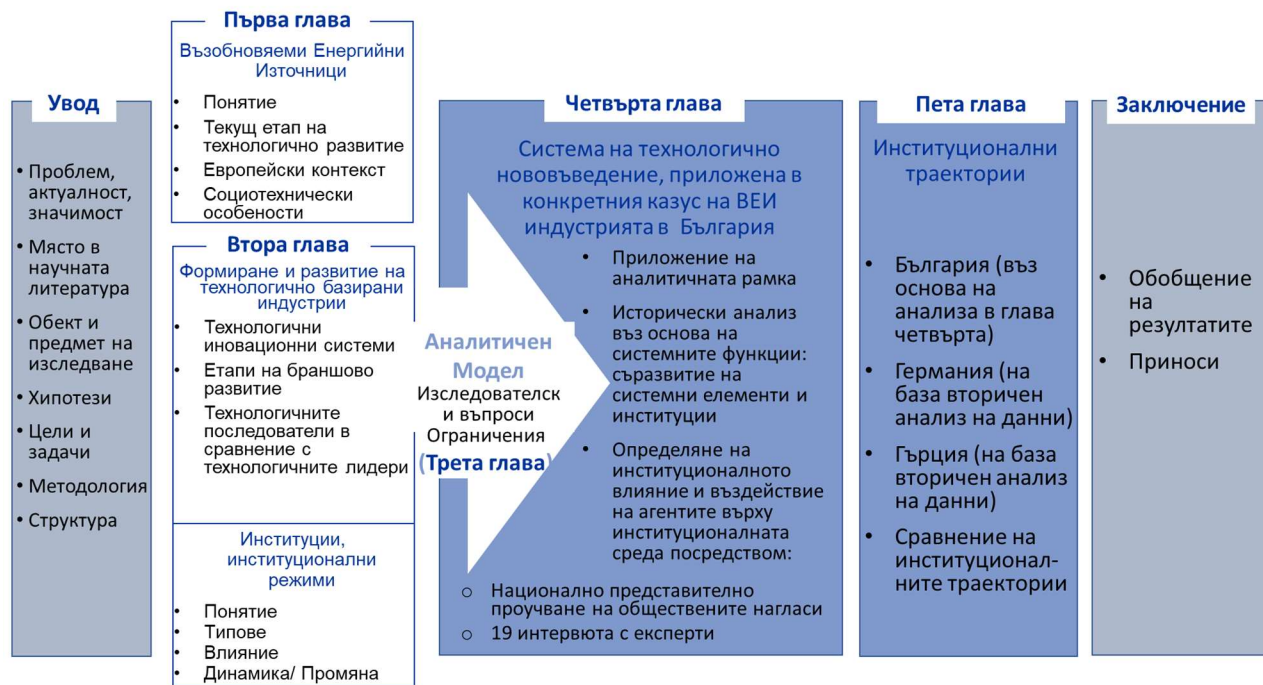 Увод
• Проблем,
актуалност,
значимост
• Място в
научната
литература
• Обект и
предмет на
изследване
• Хипотези
• Цели и
задачи
• Методология
• Структура
Първа глава
Възобновяеми Енергийни
Източници
• Понятие
• Текущ етап на
технологично развитие
• Европейски контекст
• Социотехнически
особености
Втора глава
Формиране и развитие на
технологично базирани
индустрии
• Технологични
иновационни системи
• Етапи на браншово
развитие
• Технологичните
последователи в
сравнение с
технологичните лидери
Институции,
институционални
режими
• Понятие
• Типове
• Влияние
• Динамика/ Промяна
Аналитичен
Модел
Изследователск
и въпроси
Ограничения
(Трета глава)
Четвърта глава
Система на технологично
нововъведение, приложена в
конкретния казус на ВЕИ
индустрията в България
• Приложение на
аналитичната рамка
• Исторически анализ
въз основа на
системните функции:
съразвитие на
системни елементи и
институции
• Определяне на
институционалното
влияние и въздействие
на агентите върху
институционалната
среда посредством:
o Национално представително
проучване на обществените нагласи
o 19 интервюта с експерти
Пета глава
Институционални
траектории
• България (въз
основа на
анализа в глава
четвърта)
• Германия (на
база вторичен
анализ на данни)
• Гърция (на база
вторичен анализ
на данни)
• Сравнение на
институционал-
ните траектории
Заключение
• Обобщение
на
резултатите
• Приноси